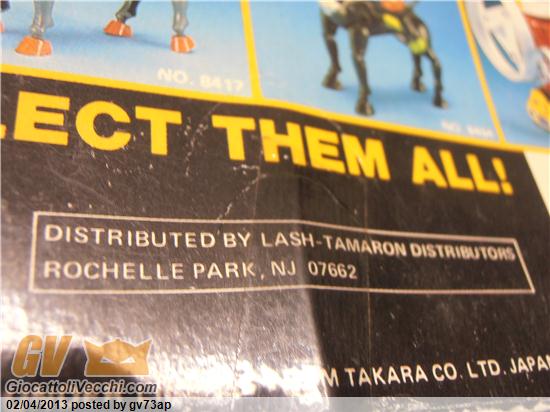 NO. 8417
LECT THEM ALL!
DISTRIBUTED BY LASH-TAMARON DISTRIBUTORS
ROCHELLE PARK, NJ 07662
TAKARA CO. LTD. JAPA
GV
GiocattoliVecchi.com
02/04/2013 posted by gv73ap